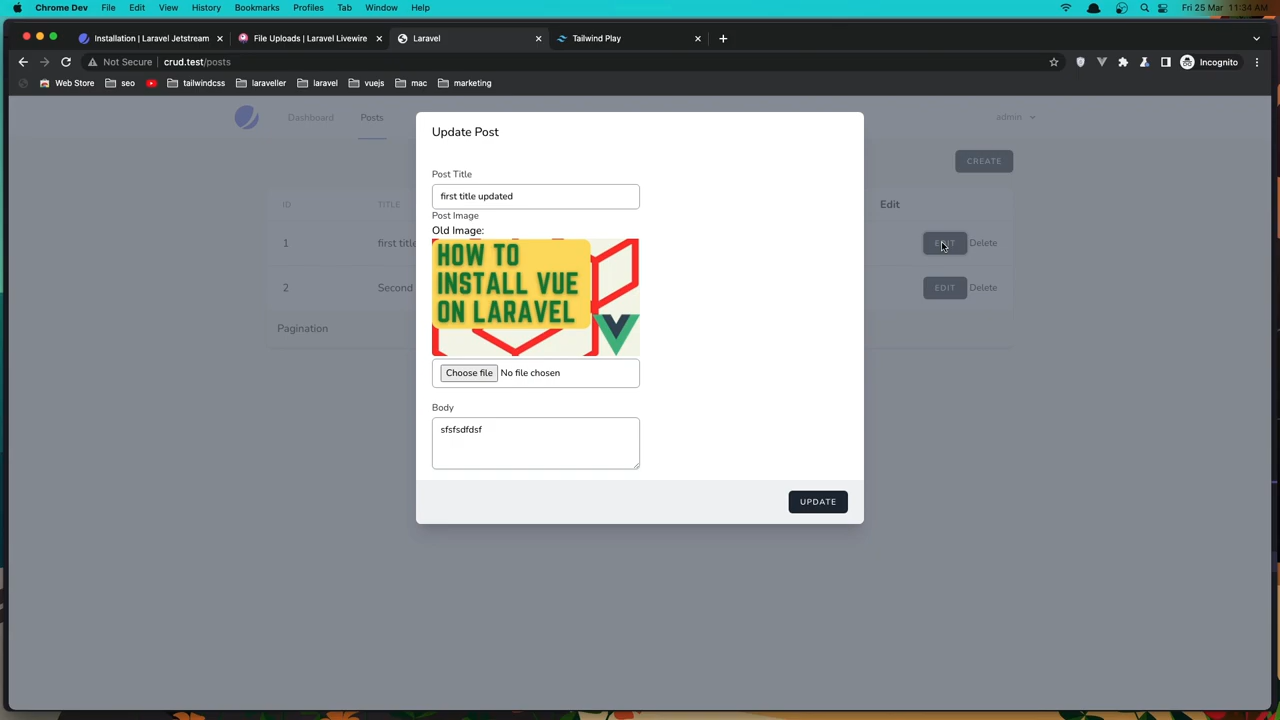 Chrome Dev File Edit View History Bookmarks Profiles Tab Window Help Fri 25 Mar 11:34 AM
Installation | Laravel Jetstream File Uploads | Laravel Livewire Laravel Tailwind Play
Not Secure crud.test/posts Incognito
Web Store seo tailwindcss laraveller laravel vuejs mac marketing
Dashboard Posts admin
Update Post
CREATE
Post Title
first title updated
ID TITLE Edit
Post Image
Old Image:
1 first title EDIT Delete
HOW TO
INSTALL VUE
ON LARAVEL
2 Second EDIT Delete
Pagination
Choose file No file chosen
Body
sfsfsdfdsf
UPDATE